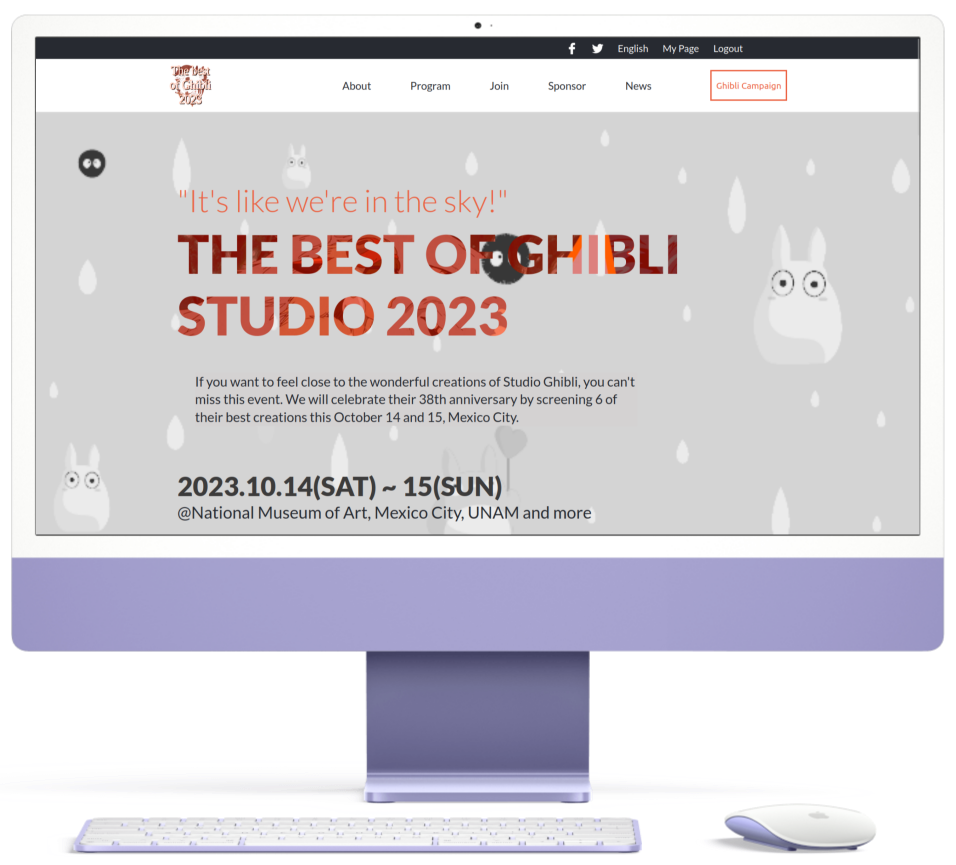 English My Page Logout
The Best
of Ghibli
2023
About Program Join Sponsor News Ghibli Campaign
"It's like we're in the sky!"
THE BEST OF GHIBLI
STUDIO 2023
If you want to feel close to the wonderful creations of Studio Ghibli, you can't
miss this event. We will celebrate their 38th anniversary by screening 6 of
their best creations this October 14 and 15, Mexico City.
2023.10.14(SAT) ~ 15(SUN)
@National Museum of Art, Mexico City, UNAM and more